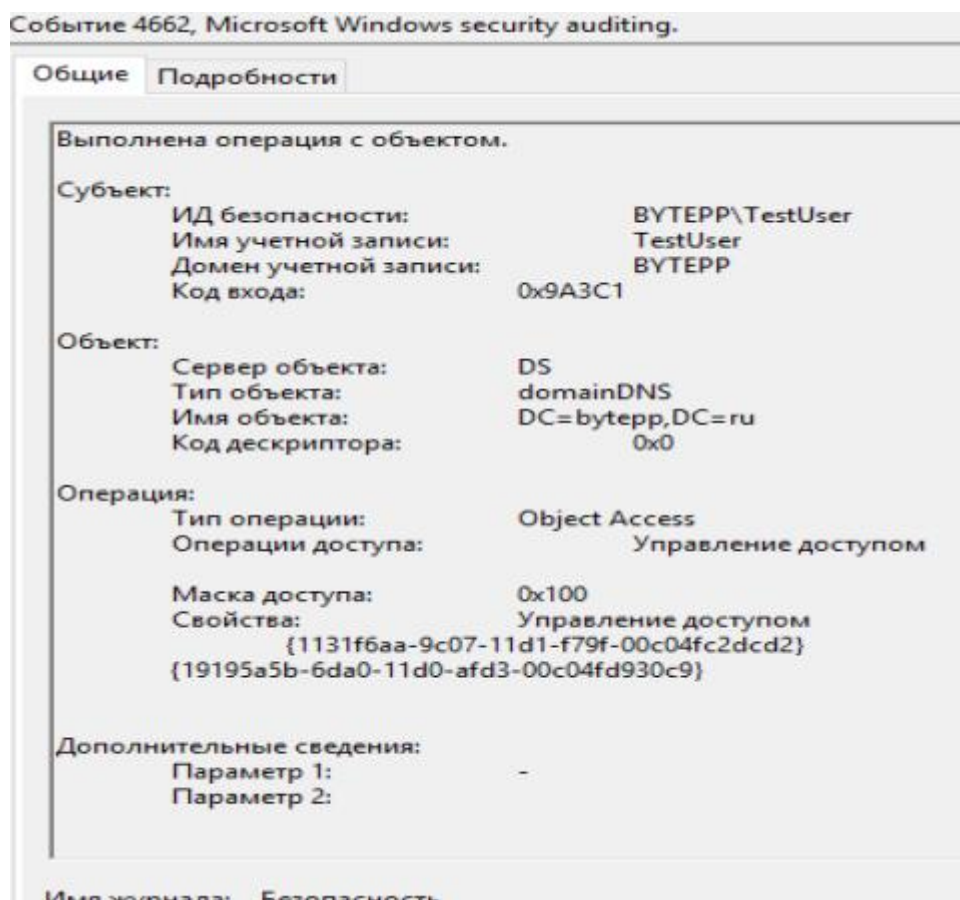 Событие 4662, Microsoft Windows security auditing.
Общие Подробности
Выполнена операция с объектом.
Субъект:
ИД безопасности: BYTEPP\TestUser
Имя учетной записи: TestUser
Домен учетной записи: BYTEPP
Код входа: 0x9A3C1
Объект:
Сервер объекта: DS
Тип объекта: domainDNS
Имя объекта: DC=bytepp,DC=ru
Код дескриптора: 0x0
Операция:
Тип операции: Object Access
Операции доступа: Управление доступом
Маска доступа: 0x100
Свойства: Управление доступом
{1131f6aa-9c07-11d1-f79f-00c04fc2dcd2}
{19195a5b-6da0-11d0-afd3-00c04fd930c9}
Дополнительные сведения:
Параметр 1: -
Параметр 2:
Имя журнала: Безопасность